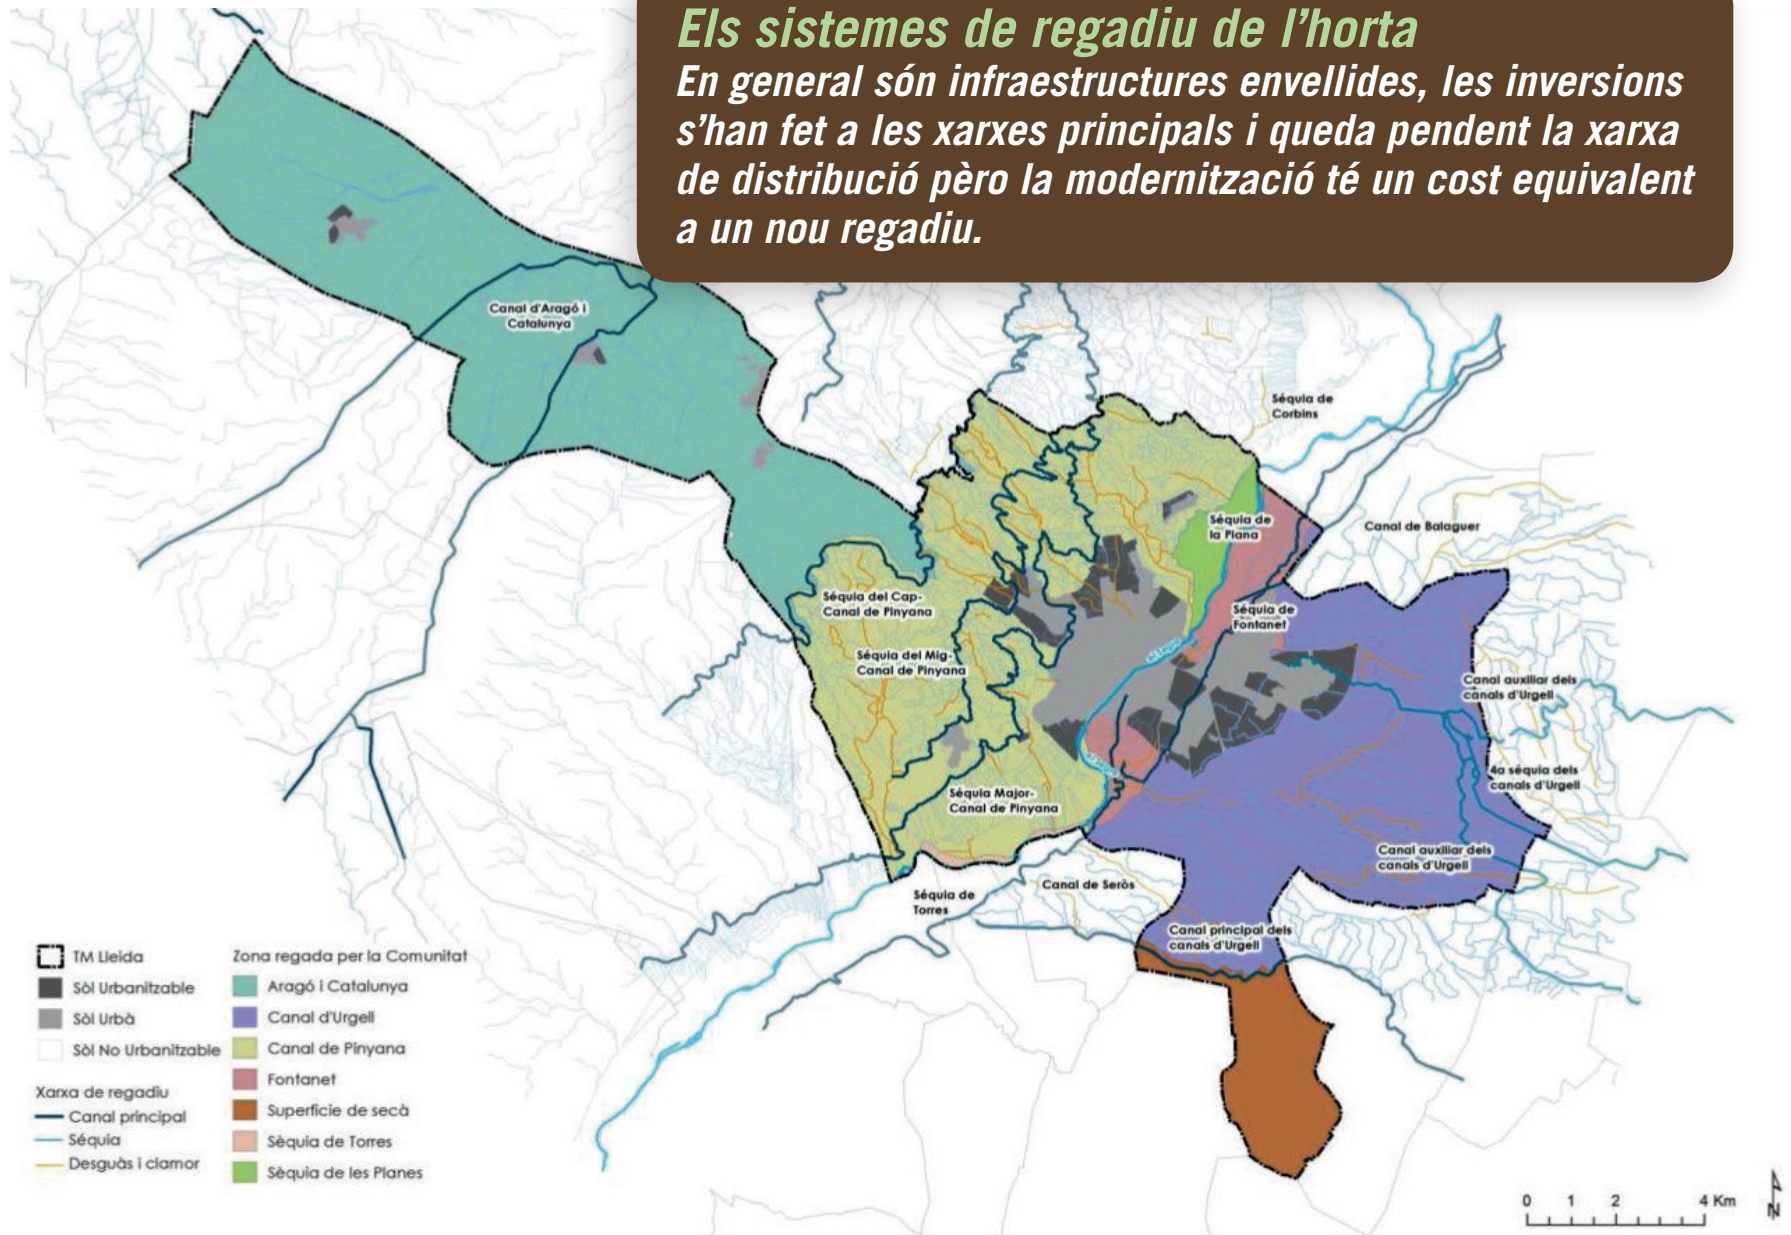 Els sistemes de regadiu de l'horta
En general són infraestructures envellides, les inversions
s'han fet a les xarxes principals i queda pendent la xarxa
de distribució pèro la modernització té un cost equivalent
a un nou regadiu.
Canal d'Aragó i
Catalunya
Séquia de
Corbins
Séquia de
la Plana
Canal de Balaguer
Séquia del Cap-
Canal de Pinyana
Séquia de
Fontanet
el Segre
Séquia del Mig-
Canal de Pinyana
Canal auxiliar dels
canals d'Urgell
el Segre
4a séquia dels
canals d'Urgell
Séquia Major-
Canal de Pinyana
Canal auxiliar dels
canals d'Urgell
Canal de Seròs
Séquia de
Torres
Canal principal dels
canals d'Urgell
TM Lleida
Sòl Urbanitzable
Sòl Urbà
Sòl No Urbanitzable
Xarxa de regadiu
Canal principal
Séquia
Desguàs i clamor
Zona regada per la Comunitat
Aragó i Catalunya
Canal d'Urgell
Canal de Pinyana
Fontanet
Superfície de secà
Sèquia de Torres
Sèquia de les Planes
0 1 2 4 Km
N